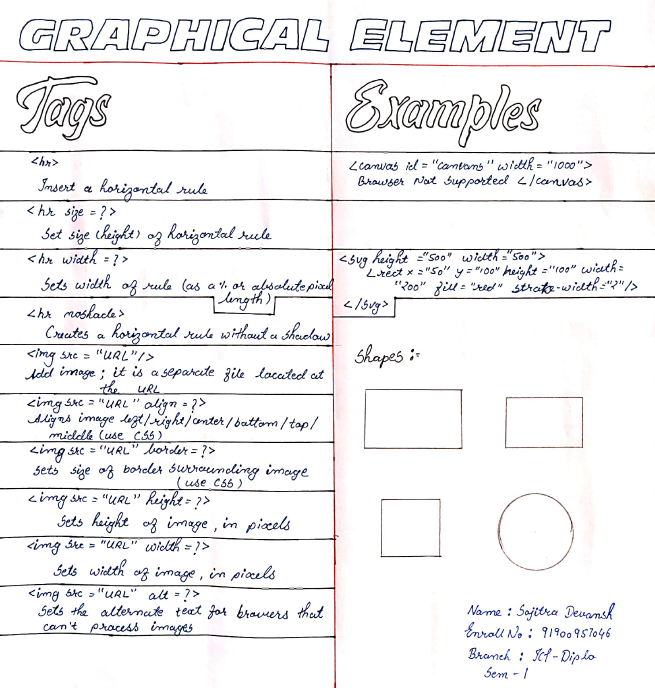 GRAPHICAL ELEMENT
Tags
<hr>
Insert a horizontal rule
<hr size = ?>
Set size (height) of horizontal rule
<hr width = ?>
Sets width of rule (as a % or absolute pixel
length)
<hr noshade>
Creates a horizontal rule without a shadow
<img src = "URL"/>
Add image ; it is a separate file located at
the URL
<img src = "URL" align = ?>
Aligns image left/right/center/bottom/top/
middle (use CSS)
<img src = "URL" border = ?>
Sets size of border surrounding image
(use CSS)
<img src = "URL" height = ?>
Sets height of image, in pixels
<img src = "URL" width = ?>
Sets width of image, in pixels
<img src = "URL" alt = ?>
Sets the alternate text for browers that
can't process images
Examples
<canvas id = "canvans" width = "1000">
Browser Not Supported </canvas>
<svg height ="500" width ="500">
<rect x ="50" y ="100" height ="100" width=
"200" fill ="red" stroke-width="2"/>
</svg>
Shapes :-
Name : Sojitra Devansh
Enroll No : 91900957046
Branch :
Sem - 1